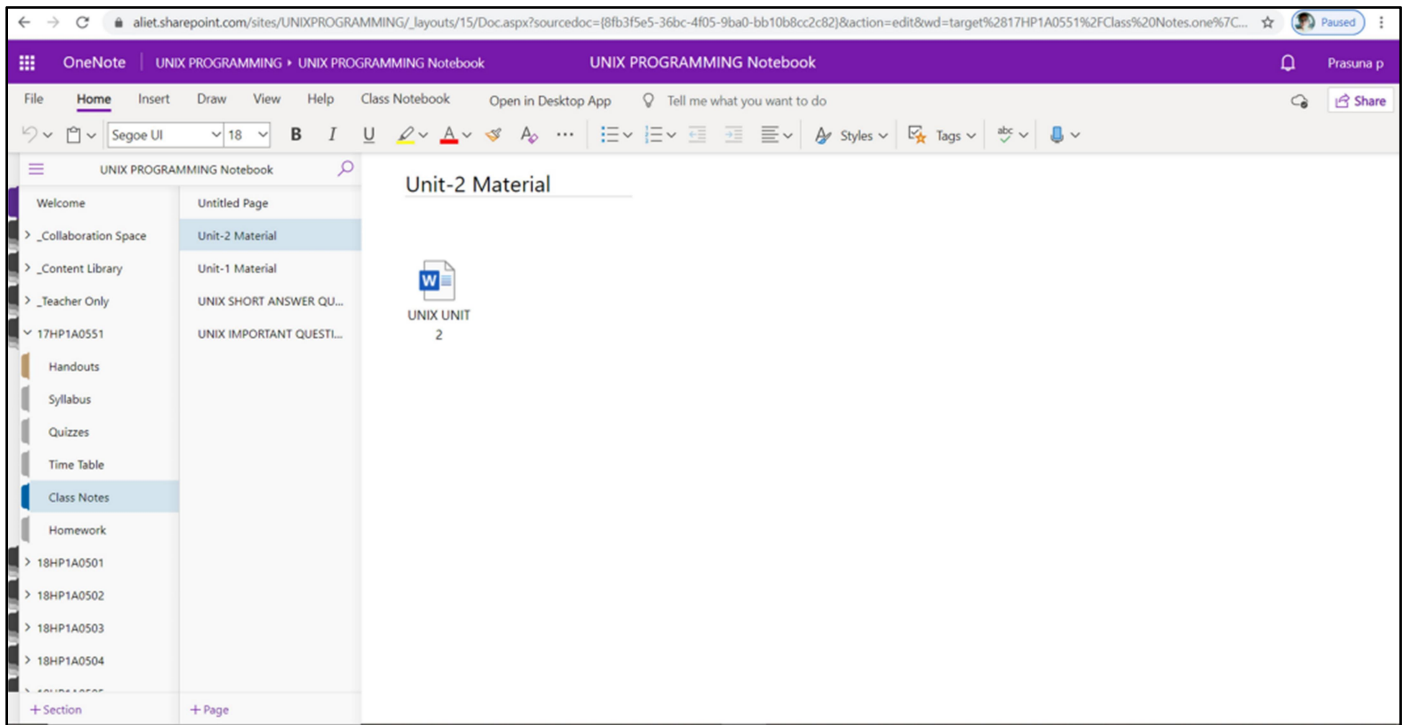 aliet.sharepoint.com/sites/UNIXPROGRAMMING/_layouts/15/Doc.aspx?sourcedoc={8fb3f5e5-36bc-4f05-9ba0-bb10b8cc2c82}&action=edit&wd=target%2817HP1A0551%2FClass%20Notes.one%7C... Paused
OneNote UNIX PROGRAMMING ▸ UNIX PROGRAMMING Notebook UNIX PROGRAMMING Notebook Prasuna p
File Home Insert Draw View Help Class Notebook Open in Desktop App Tell me what you want to do Share
Segoe UI 18 B I U A A ... Styles Tags abc
UNIX PROGRAMMING Notebook
Welcome
_Collaboration Space
_Content Library
_Teacher Only
17HP1A0551
Handouts
Syllabus
Quizzes
Time Table
Class Notes
Homework
18HP1A0501
18HP1A0502
18HP1A0503
18HP1A0504
+ Section
Untitled Page
Unit-2 Material
Unit-1 Material
UNIX SHORT ANSWER QU...
UNIX IMPORTANT QUESTI...
+ Page
Unit-2 Material
W
UNIX UNIT
2